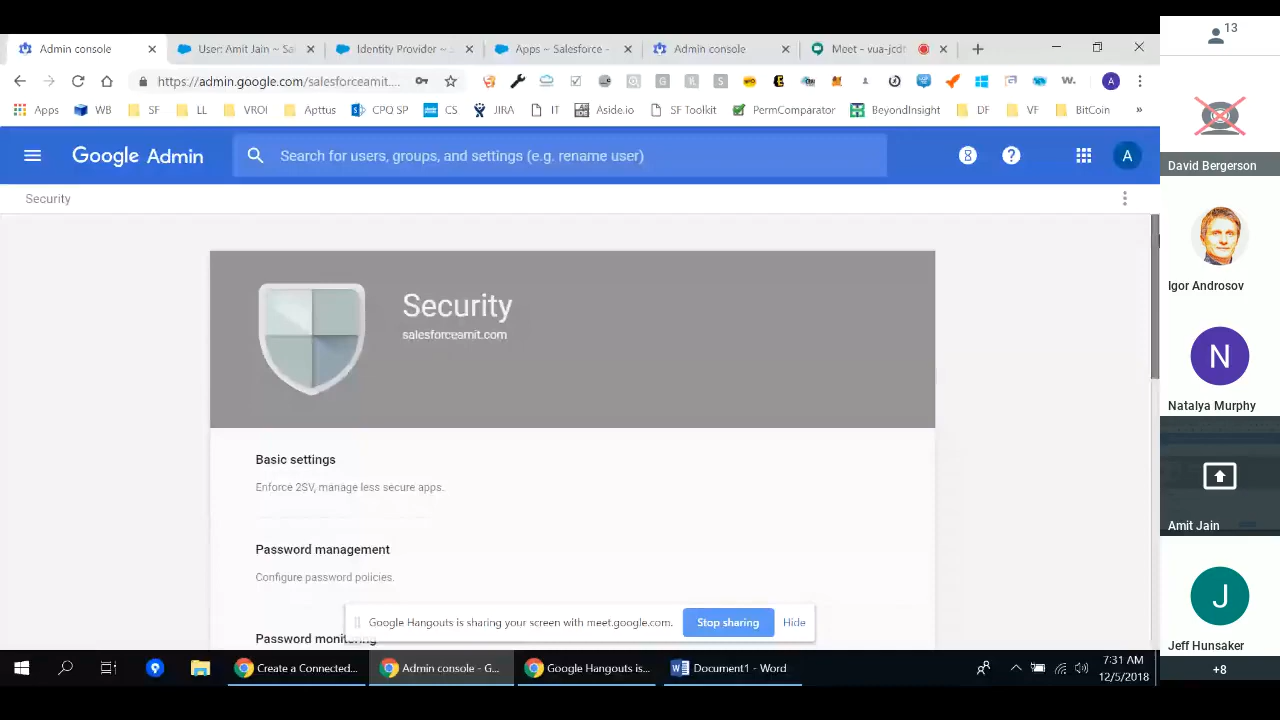 Admin console
User: Amit Jain ~ Sa
Identity Provider ~
Apps ~ Salesforce -
Admin console
Meet - vua-jcdf
https://admin.google.com/salesforceamit....
A
Apps
WB
SF
LL
VROI
Apttus
CPQ SP
CS
JIRA
IT
Aside.io
SF Toolkit
PermComparator
BeyondInsight
DF
VF
BitCoin
»
Google Admin
Search for users, groups, and settings (e.g. rename user)
A
Security
Security
salesforceamit.com
Basic settings
Enforce 2SV, manage less secure apps.
Password management
Configure password policies.
Password monitoring
Google Hangouts is sharing your screen with meet.google.com.
Stop sharing
Hide
Create a Connected...
Admin console - G...
Google Hangouts is...
Document1 - Word
7:31 AM
12/5/2018
13
David Bergerson
Igor Androsov
N
Natalya Murphy
Amit Jain
J
Jeff Hunsaker
+8